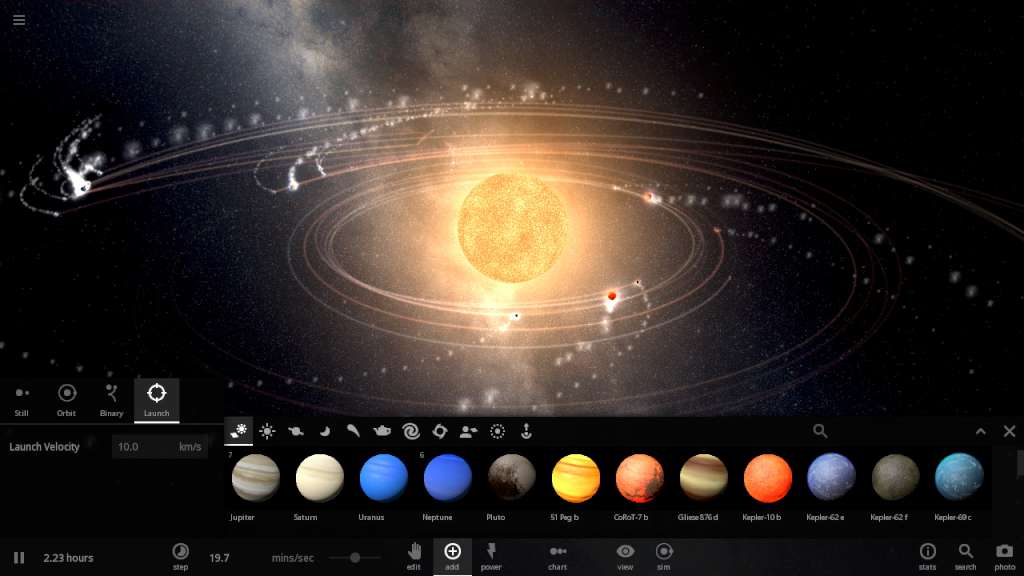 Still Orbit Binary Launch
Launch Velocity 10.0 km/s
7 6
Jupiter Saturn Uranus Neptune Pluto 51 Peg b CoRoT-7 b Gliese 876 d Kepler-10 b Kepler-62 e Kepler-62 f Kepler-69 c
2.23 hours step 19.7 mins/sec edit add power chart view sim stats search photo